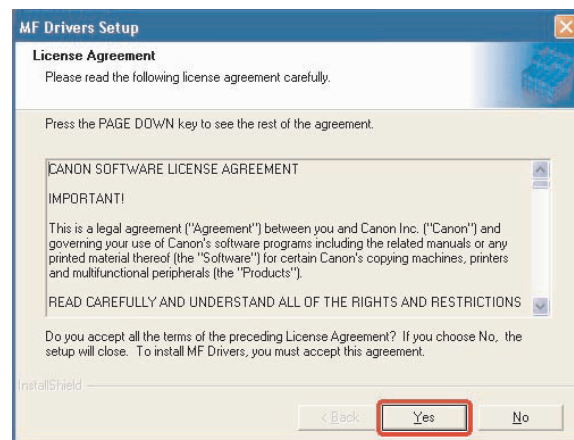 MF Drivers Setup
License Agreement
Please read the following license agreement carefully.
Press the PAGE DOWN key to see the rest of the agreement.
CANON SOFTWARE LICENSE AGREEMENT
IMPORTANT!
This is a legal agreement ("Agreement") between you and Canon Inc. ("Canon") and
governing your use of Canon's software programs including the related manuals or any
printed material thereof (the "Software") for certain Canon's copying machines, printers
and multifunctional peripherals (the "Products").
READ CAREFULLY AND UNDERSTAND ALL OF THE RIGHTS AND RESTRICTIONS
Do you accept all the terms of the preceding License Agreement? If you choose No, the
setup will close. To install MF Drivers, you must accept this agreement.
InstallShield
< Back Yes No